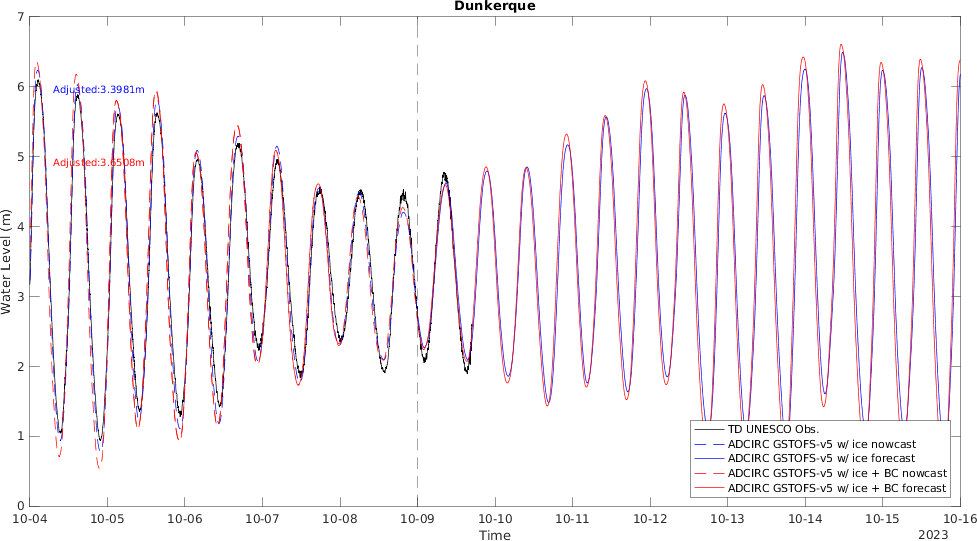 Dunkerque
7
6
5
4
3
2
1
0
Water Level (m)
Adjusted:3.3981m
Adjusted:3.6508m
TD UNESCO Obs.
ADCIRC GSTOFS-v5 w/ ice nowcast
ADCIRC GSTOFS-v5 w/ ice forecast
ADCIRC GSTOFS-v5 w/ ice + BC nowcast
ADCIRC GSTOFS-v5 w/ ice + BC forecast
10-04 10-05 10-06 10-07 10-08 10-09 10-10 10-11 10-12 10-13 10-14 10-15 10-16
Time
2023